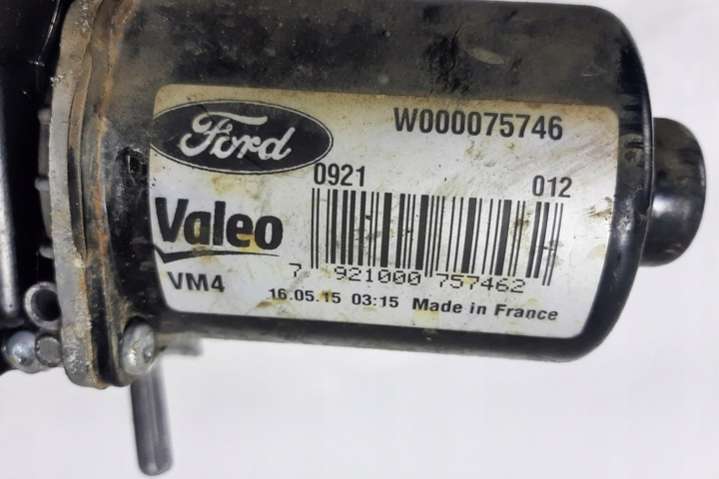 Ford
W000075746
0921
012
Valeo
7 921000 757462
VM4
16.05.15 03:15 Made in France